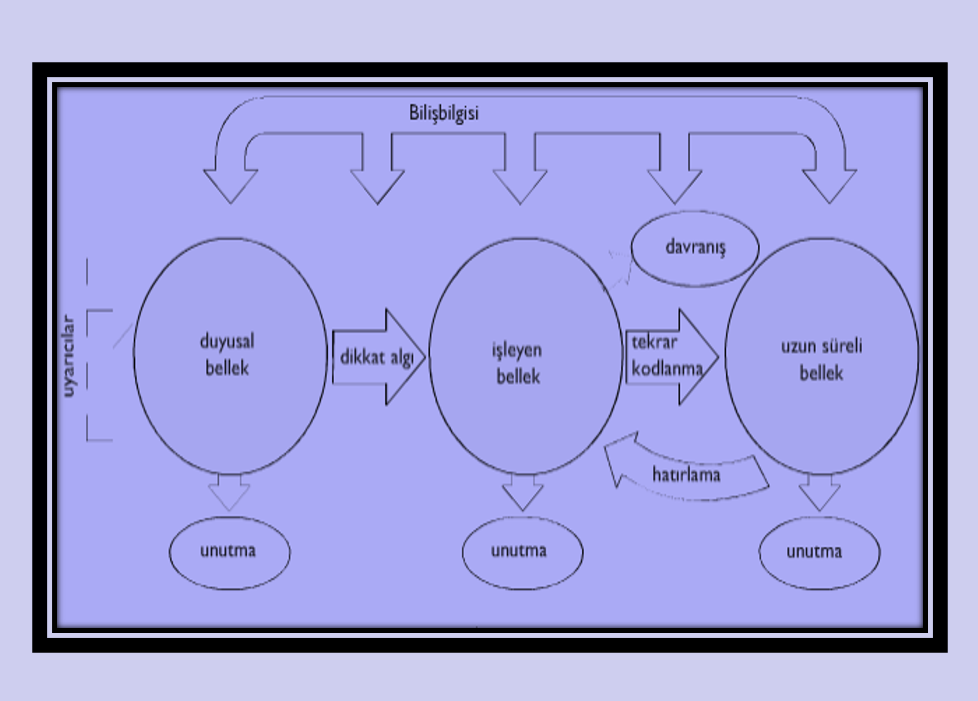 Bilişbilgisi
davranış
uyarıcılar
duyusal
bellek
dikkat algı
işleyen
bellek
tekrar
kodlanma
uzun süreli
bellek
hatırlama
unutma
unutma
unutma